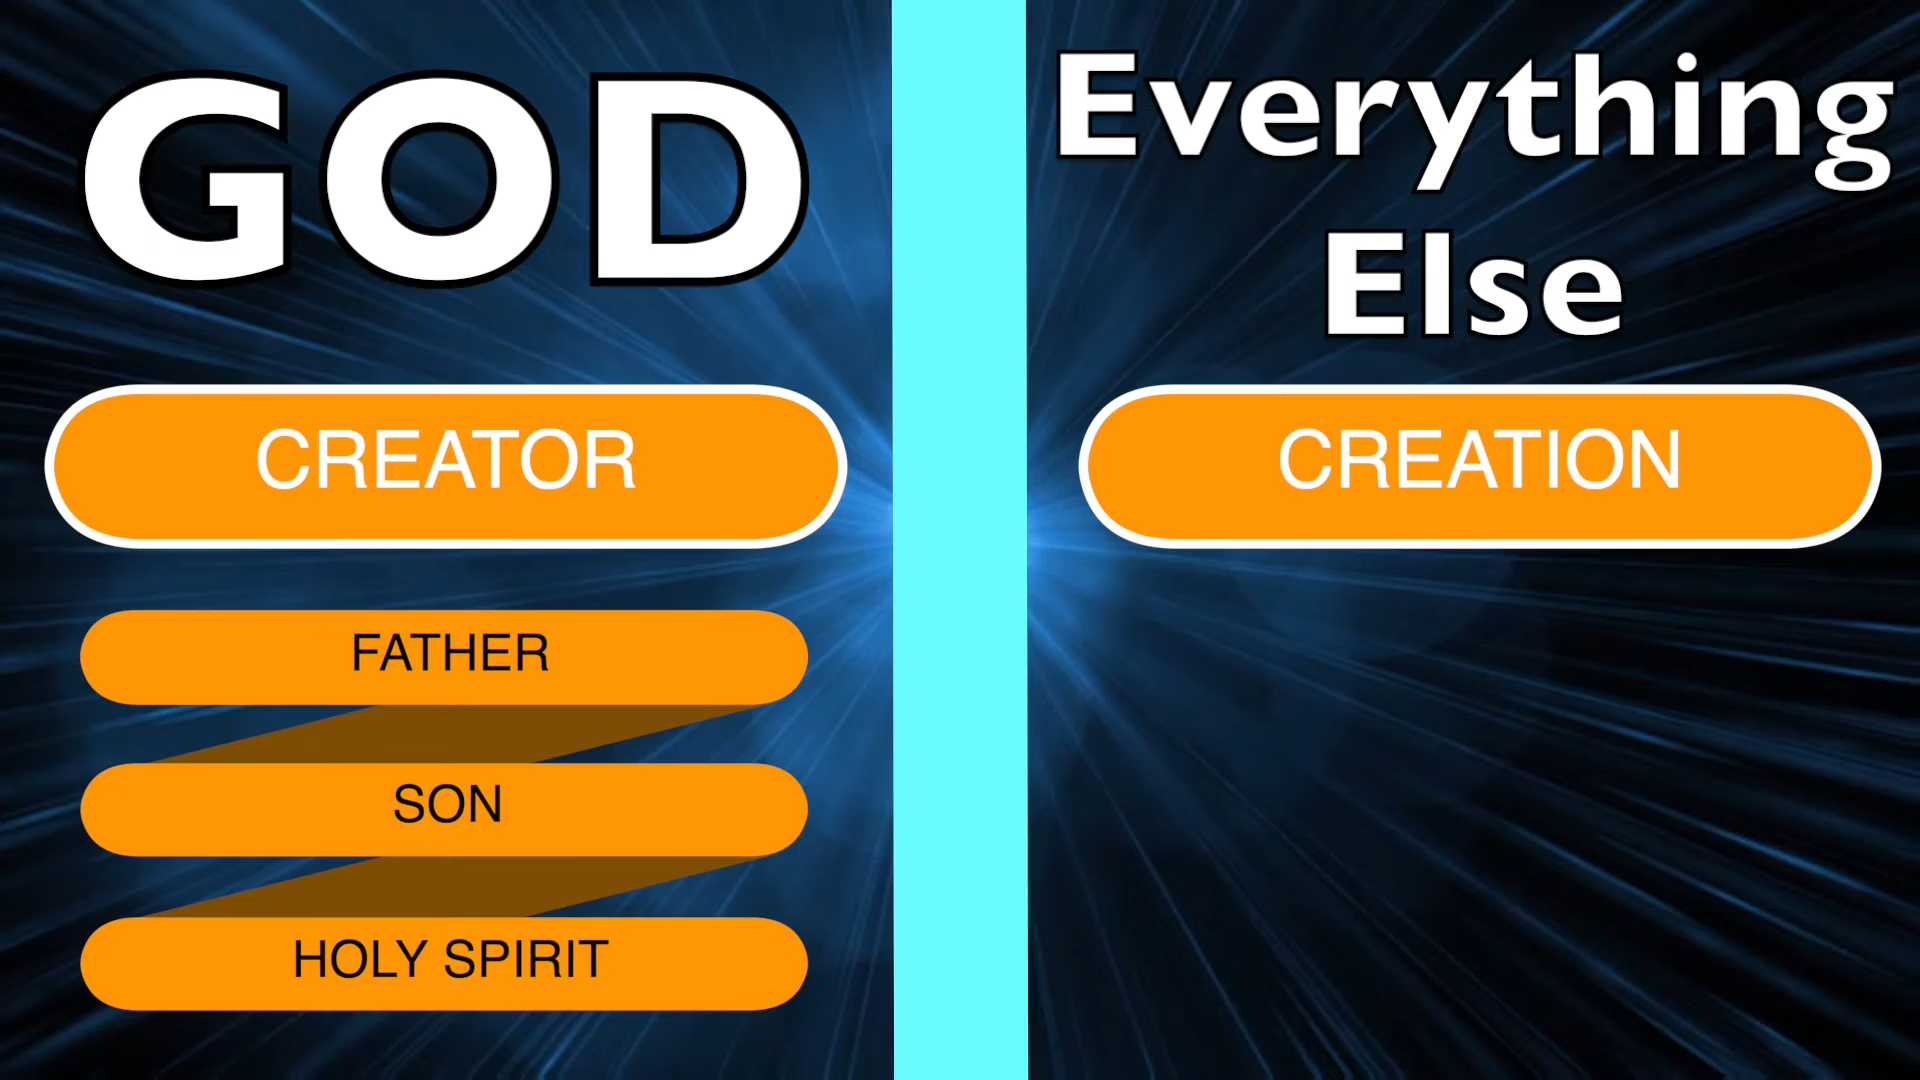 GOD
CREATOR
FATHER
SON
HOLY SPIRIT
Everything
Else
CREATION